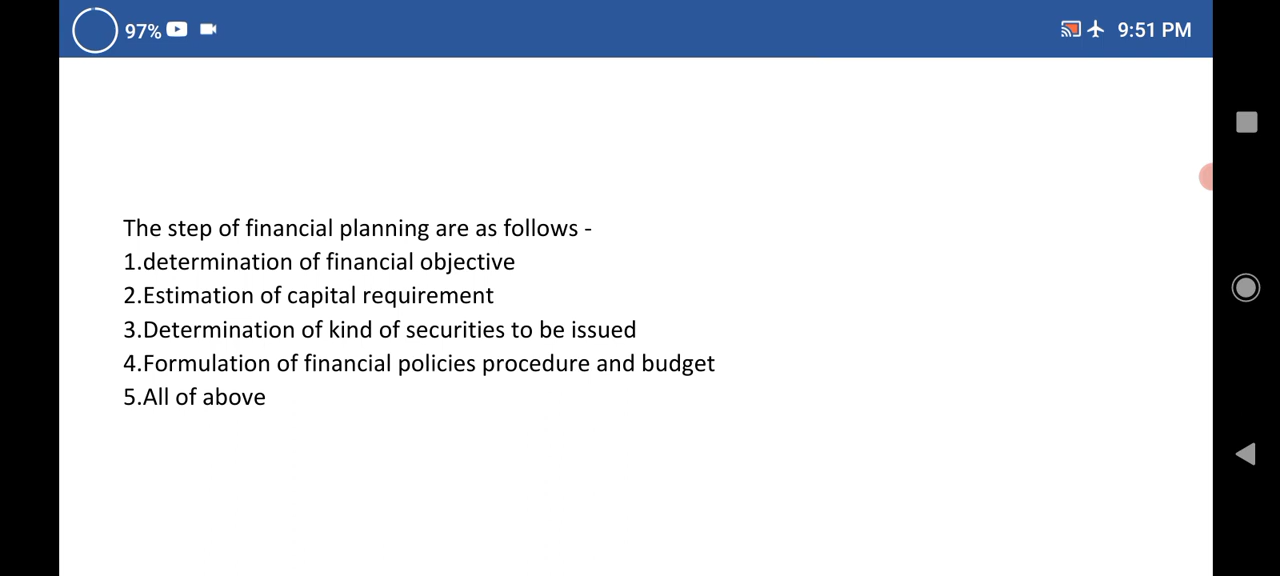 97% 9:51 PM
The step of financial planning are as follows -
1.determination of financial objective
2.Estimation of capital requirement
3.Determination of kind of securities to be issued
4.Formulation of financial policies procedure and budget
5.All of above